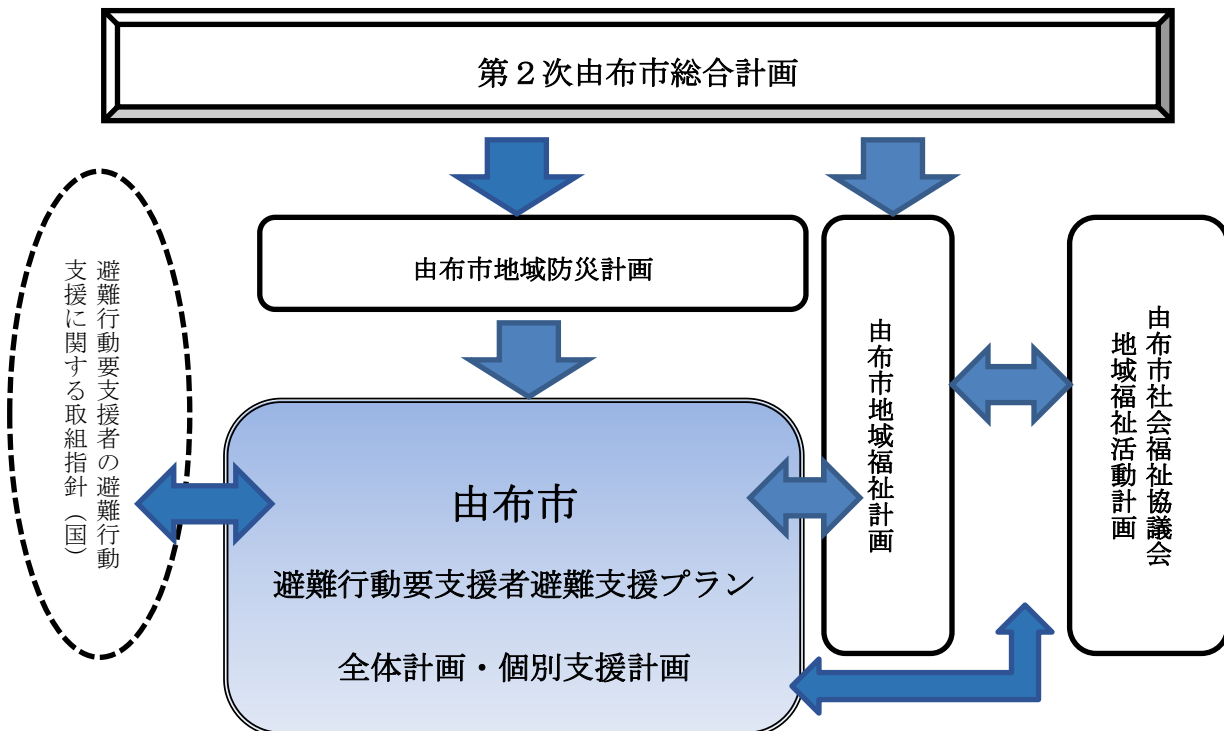 第２次由布市総合計画
由布市地域防災計画
避難行動要支援者の避難行動
支援に関する取組指針（国）
由布市
避難行動要支援者避難支援プラン
全体計画・個別支援計画
由布市地域福祉計画
由布市社会福祉協議会
地域福祉活動計画